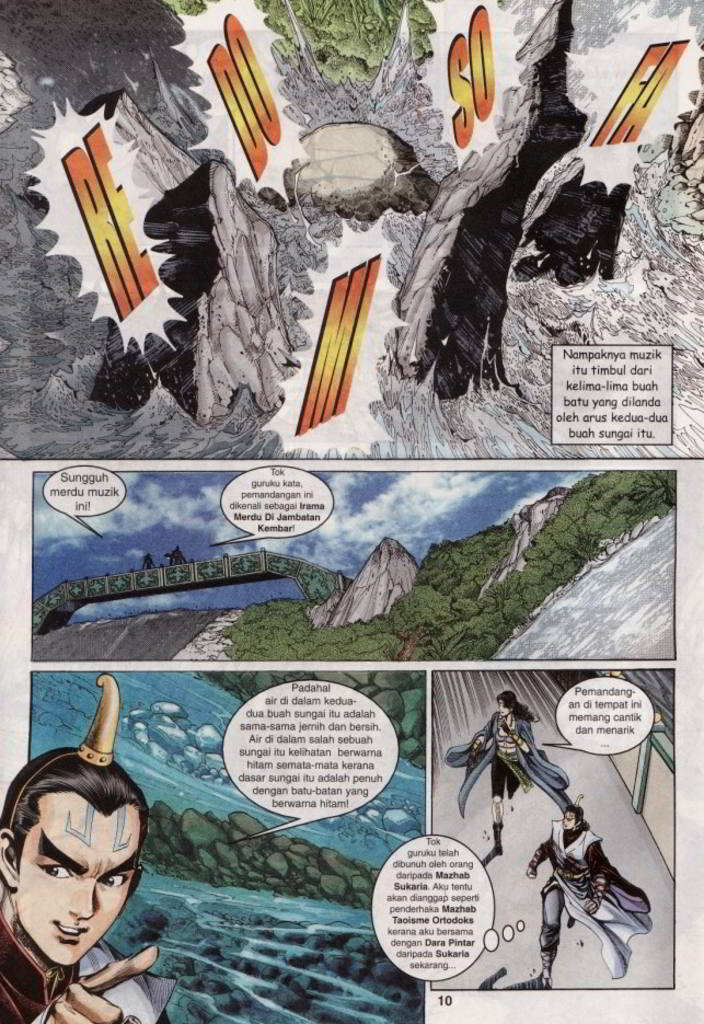 RE
DO
SO
FA
MI
Nampaknya muzik
itu timbul dari
kelima-lima buah
batu yang dilanda
oleh arus kedua-dua
buah sungai itu.
Sungguh
merdu muzik
ini!
Tok
guruku kata,
pemandangan ini
dikenali sebagai Irama
Merdu Di Jambatan
Kembar!
Padahal
air di dalam kedua-
dua buah sungai itu adalah
sama-sama jernih dan bersih.
Air di dalam salah sebuah
sungai itu kelihatan berwarna
hitam semata-mata kerana
dasar sungai itu adalah penuh
dengan batu-batan yang
berwarna hitam!
Pemandang-
an di tempat ini
memang cantik
dan menarik
...
Tok
guruku telah
dibunuh oleh orang
daripada Mazhab
Sukaria. Aku tentu
akan dianggap seperti
penderhaka Mazhab
Taoisme Ortodoks
kerana aku bersama
dengan Dara Pintar
daripada Sukaria
sekarang...
10